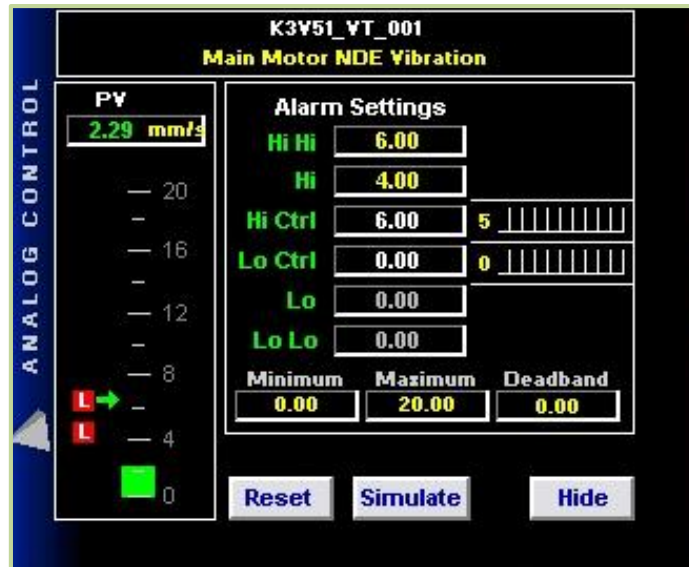 K3V51_VT_001
Main Motor NDE Vibration
ANALOG CONTROL
PV
2.29 mm/s
20
16
12
8
L
L
4
0
Alarm Settings
Hi Hi 6.00
Hi 4.00
Hi Ctrl 6.00 5
Lo Ctrl 0.00 0
Lo 0.00
Lo Lo 0.00
Minimum Maximum Deadband
0.00 20.00 0.00
Reset Simulate Hide